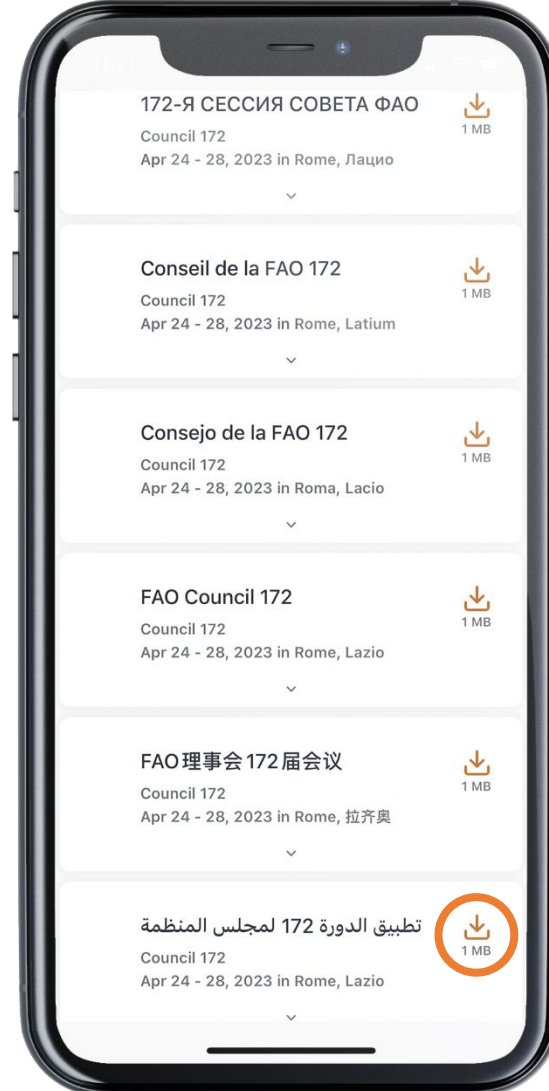 172-Я СЕССИЯ СОВЕТА ФАО
1 MB
Council 172
Apr 24 - 28, 2023 in Rome, Лацио
Conseil de la FAO 172
1 MB
Council 172
Apr 24 - 28, 2023 in Rome, Latium
Consejo de la FAO 172
1 MB
Council 172
Apr 24 - 28, 2023 in Roma, Lacio
FAO Council 172
1 MB
Council 172
Apr 24 - 28, 2023 in Rome, Lazio
FAO理事会172届会议
1 MB
Council 172
Apr 24 - 28, 2023 in Rome, 拉齐奥
تطبيق الدورة 172 لمجلس المنظمة
1 MB
Council 172
Apr 24 - 28, 2023 in Rome, Lazio